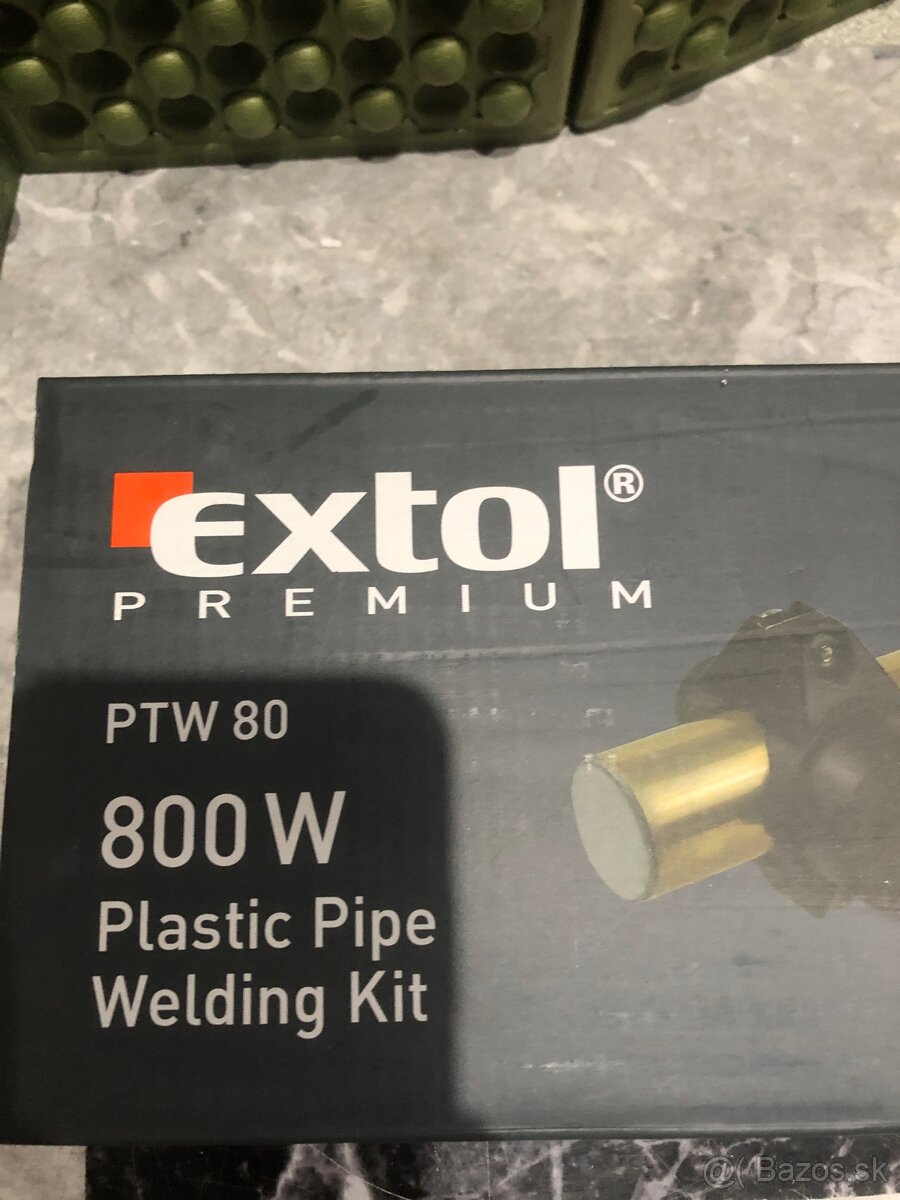 extol®
PREMIUM
PTW 80
800 W
Plastic Pipe
Welding Kit
@( Bazos.sk